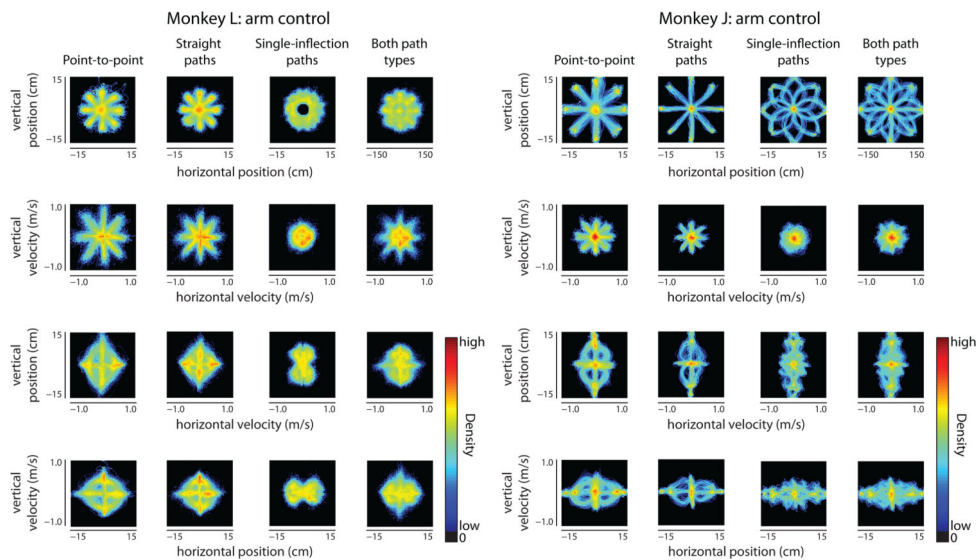 Monkey L: arm control
Point-to-point
Straight paths
Single-inflection paths
Both path types
vertical position (cm)
15
−15
−15 15 −15 15 −15 15 −150 150
horizontal position (cm)
vertical velocity (m/s)
1.0
−1.0
−1.0 1.0 −1.0 1.0 −1.0 1.0 −1.0 1.0
horizontal velocity (m/s)
vertical position (cm)
15
−15
−1.0 1.0 −1.0 1.0 −1.0 1.0 −1.0 1.0
horizontal velocity (m/s)
vertical velocity (m/s)
1.0
−1.0
−15 15 −15 15 −15 15 −15 15
horizontal position (cm)
high
Density
low
0
Monkey J: arm control
Point-to-point
Straight paths
Single-inflection paths
Both path types
vertical position (cm)
15
−15
−15 15 −15 15 −15 15 −150 150
horizontal position (cm)
vertical velocity (m/s)
1.0
−1.0
−1.0 1.0 −1.0 1.0 −1.0 1.0 −1.0 1.0
horizontal velocity (m/s)
vertical position (cm)
15
−15
−1.0 1.0 −1.0 1.0 −1.0 1.0 −1.0 1.0
horizontal velocity (m/s)
vertical velocity (m/s)
1.0
−1.0
−15 15 −15 15 −15 15 −15 15
horizontal position (cm)
high
Density
low
0